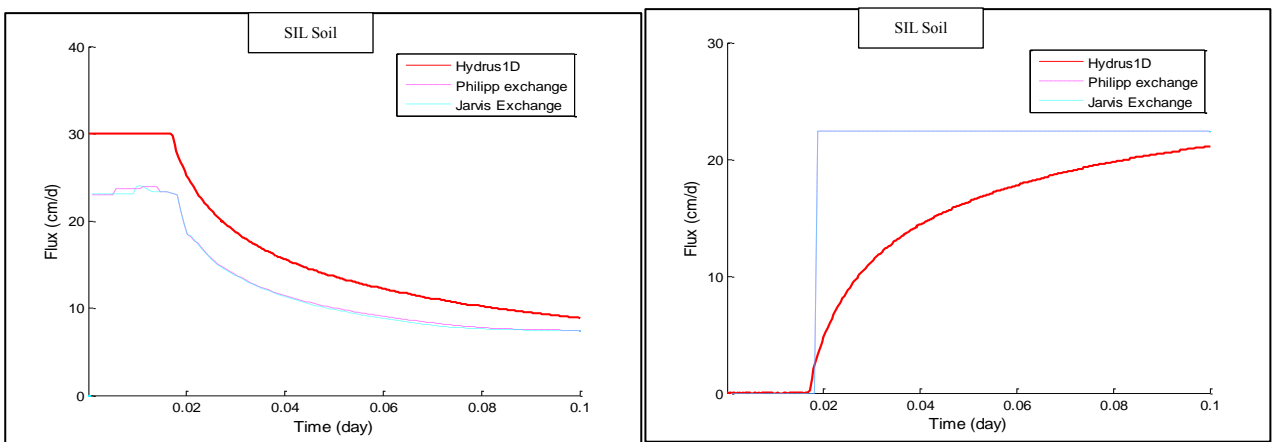 SIL Soil
40
30
20
10
0
Flux (cm/d)
Hydrus1D
Philipp exchange
Jarvis Exchange
0.02 0.04 0.06 0.08 0.1
Time (day)
SIL Soil
30
20
10
0
Flux (cm/d)
Hydrus1D
Philipp exchange
Jarvis Exchange
0.02 0.04 0.06 0.08 0.1
Time (day)